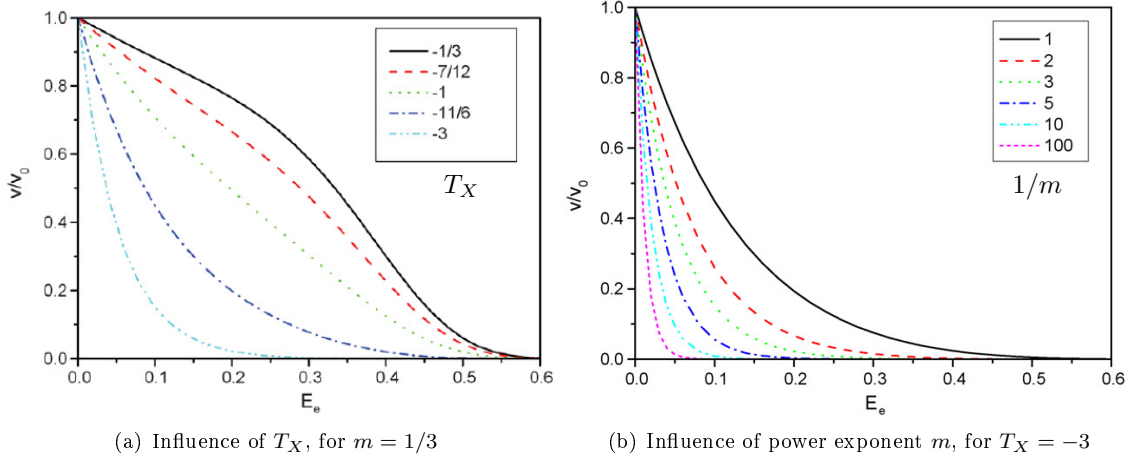 1.0
0.8
0.6
0.4
0.2
0.0
v/v₀
0.0 0.1 0.2 0.3 0.4 0.5 0.6
Eₑ
-1/3
-7/12
-1
-11/6
-3
T_X
(a) Influence of T_X, for m = 1/3
1.0
0.8
0.6
0.4
0.2
0.0
v/v₀
0.0 0.1 0.2 0.3 0.4 0.5 0.6
Eₑ
1
2
3
5
10
100
1/m
(b) Influence of power exponent m, for T_X = −3